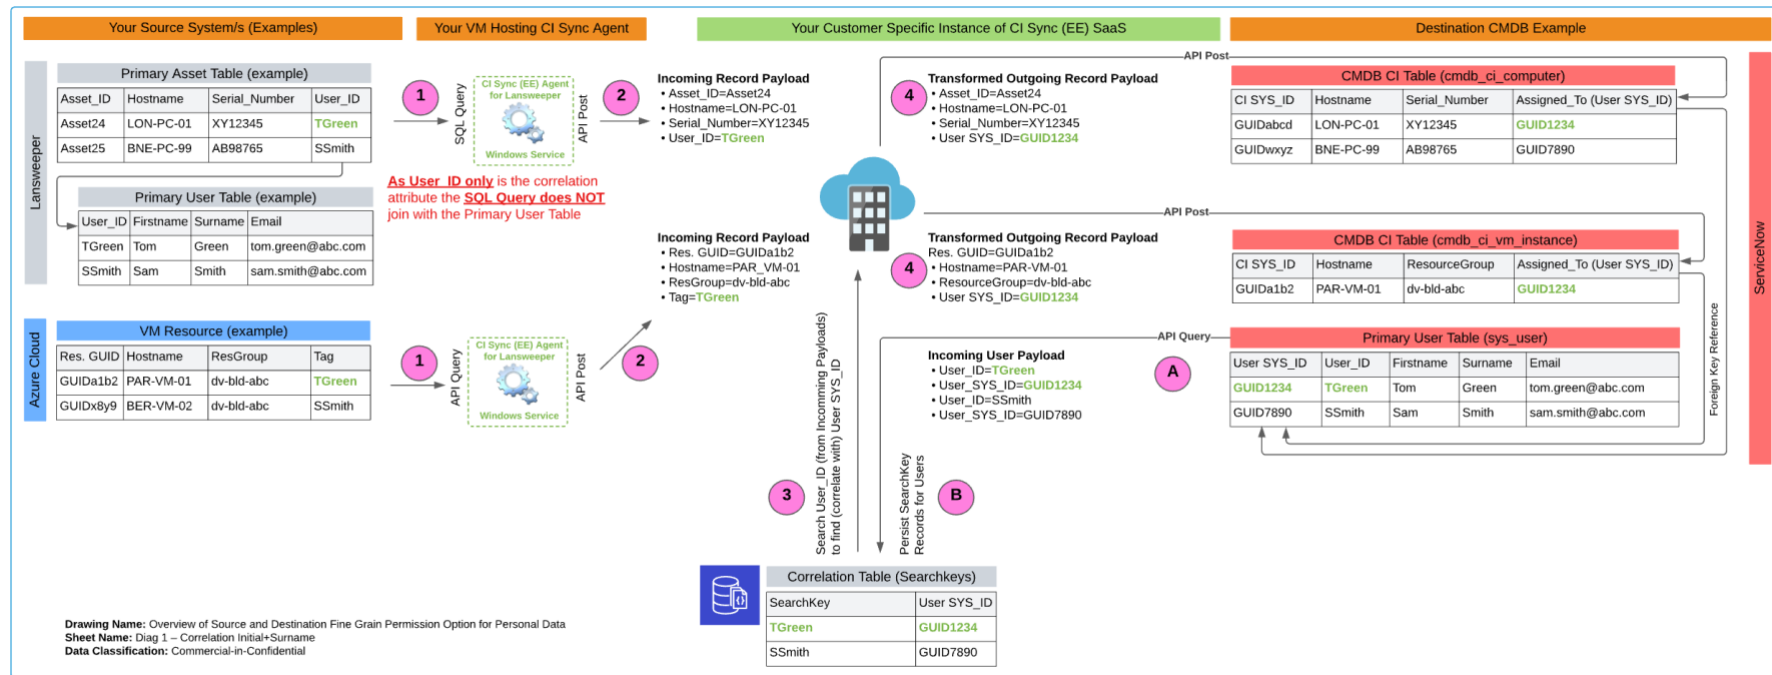 Your Source System/s (Examples)
Your VM Hosting CI Sync Agent
Your Customer Specific Instance of CI Sync (EE) SaaS
Destination CMDB Example
Lansweeper
Primary Asset Table (example)
Asset_ID Hostname Serial_Number User_ID
Asset24 LON-PC-01 XY12345 TGreen
Asset25 BNE-PC-99 AB98765 SSmith
Primary User Table (example)
User_ID Firstname Surname Email
TGreen Tom Green tom.green@abc.com
SSmith Sam Smith sam.smith@abc.com
Azure Cloud
VM Resource (example)
Res. GUID Hostname ResGroup Tag
GUIDa1b2 PAR-VM-01 dv-bld-abc TGreen
GUIDx8y9 BER-VM-02 dv-bld-abc SSmith
1
SQL Query
CI Sync (EE) Agent
for Lansweeper
Windows Service
API Post
2
As User_ID only is the correlation
attribute the SQL Query does NOT
join with the Primary User Table
1
API Query
CI Sync (EE) Agent
for Lansweeper
Windows Service
API Post
2
Incoming Record Payload
• Asset_ID=Asset24
• Hostname=LON-PC-01
• Serial_Number=XY12345
• User_ID=TGreen
Incoming Record Payload
• Res. GUID=GUIDa1b2
• Hostname=PAR_VM-01
• ResGroup=dv-bld-abc
• Tag=TGreen
4
Transformed Outgoing Record Payload
• Asset_ID=Asset24
• Hostname=LON-PC-01
• Serial_Number=XY12345
• User SYS_ID=GUID1234
API Post
4
Transformed Outgoing Record Payload
Res. GUID=GUIDa1b2
• Hostname=PAR-VM-01
• ResourceGroup=dv-bld-abc
• User SYS_ID=GUID1234
API Post
Incoming User Payload
• User_ID=TGreen
• User_SYS_ID=GUID1234
• User_ID=SSmith
• User_SYS_ID=GUID7890
API Query
A
3
Search User_ID (from Incomming Payloads)
to find (correlate with) User SYS_ID
Persist SearchKey
Records for Users
B
Correlation Table (Searchkeys)
SearchKey User SYS_ID
TGreen GUID1234
SSmith GUID7890
CMDB CI Table (cmdb_ci_computer)
CI SYS_ID Hostname Serial_Number Assigned_To (User SYS_ID)
GUIDabcd LON-PC-01 XY12345 GUID1234
GUIDwxyz BNE-PC-99 AB98765 GUID7890
CMDB CI Table (cmdb_ci_vm_instance)
CI SYS_ID Hostname ResourceGroup Assigned_To (User SYS_ID)
GUIDa1b2 PAR-VM-01 dv-bld-abc GUID1234
Primary User Table (sys_user)
User SYS_ID User_ID Firstname Surname Email
GUID1234 TGreen Tom Green tom.green@abc.com
GUID7890 SSmith Sam Smith sam.smith@abc.com
Foreign Key Reference
ServiceNow
Drawing Name: Overview of Source and Destination Fine Grain Permission Option for Personal Data
Sheet Name: Diag 1 – Correlation Initial+Surname
Data Classification: Commercial-in-Confidential